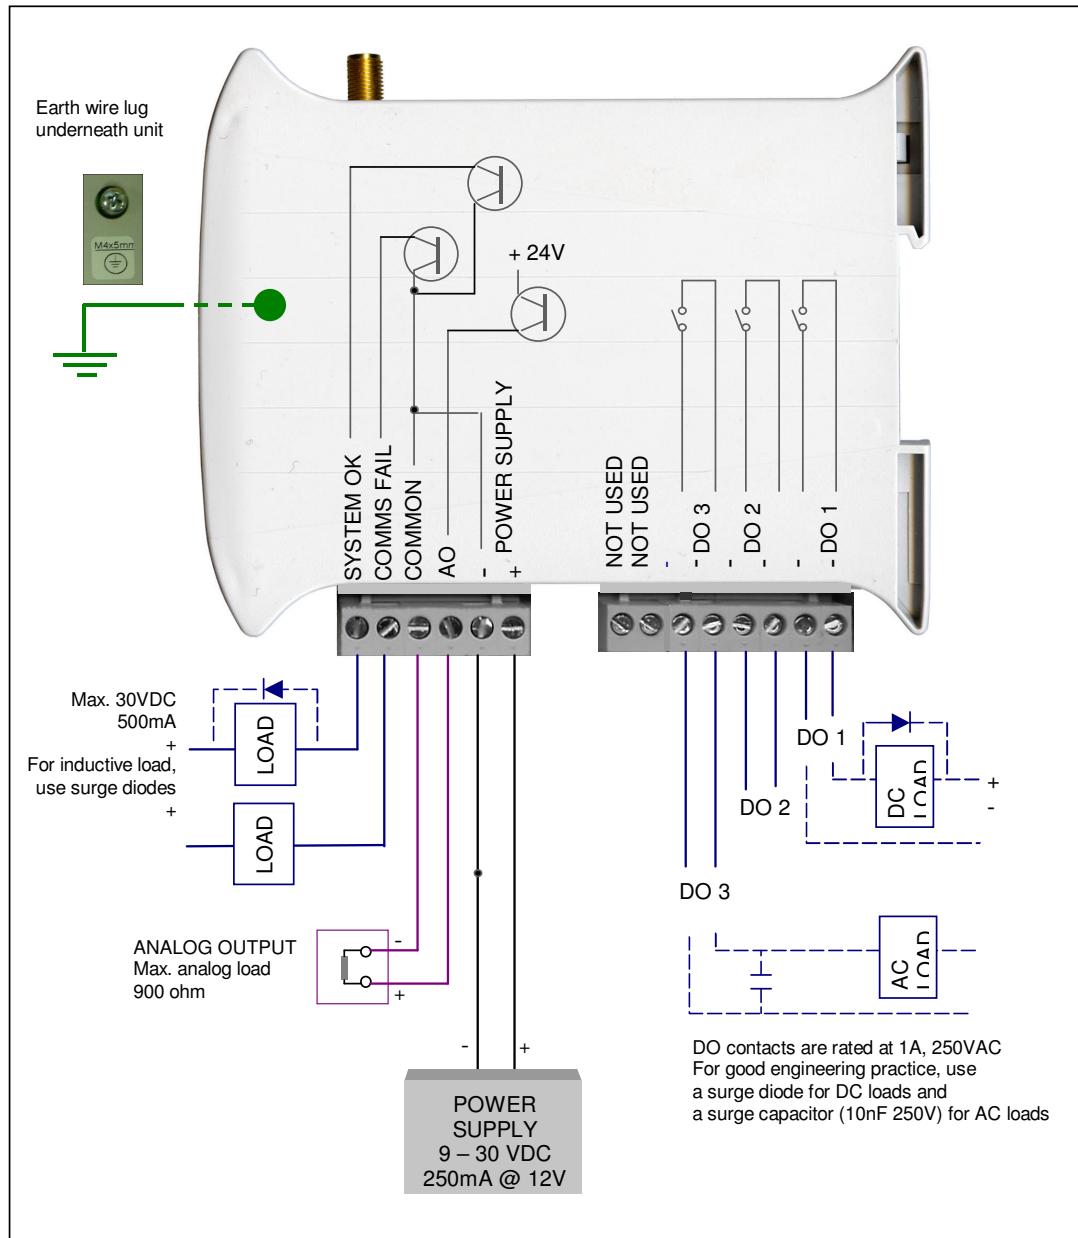 Earth wire lug
underneath unit
M4x5mm
+ 24V
SYSTEM OK
COMMS FAIL
COMMON
AO
-
+
POWER SUPPLY
NOT USED
NOT USED
-
- DO 3
-
- DO 2
-
- DO 1
Max. 30VDC
500mA
+
For inductive load,
use surge diodes
+
LOAD
LOAD
DO 1
DO 2
DO 3
DC
LOAD
+
-
ANALOG OUTPUT
Max. analog load
900 ohm
-
+
AC
LOAD
-
+
POWER
SUPPLY
9 – 30 VDC
250mA @ 12V
DO contacts are rated at 1A, 250VAC
For good engineering practice, use
a surge diode for DC loads and
a surge capacitor (10nF 250V) for AC loads